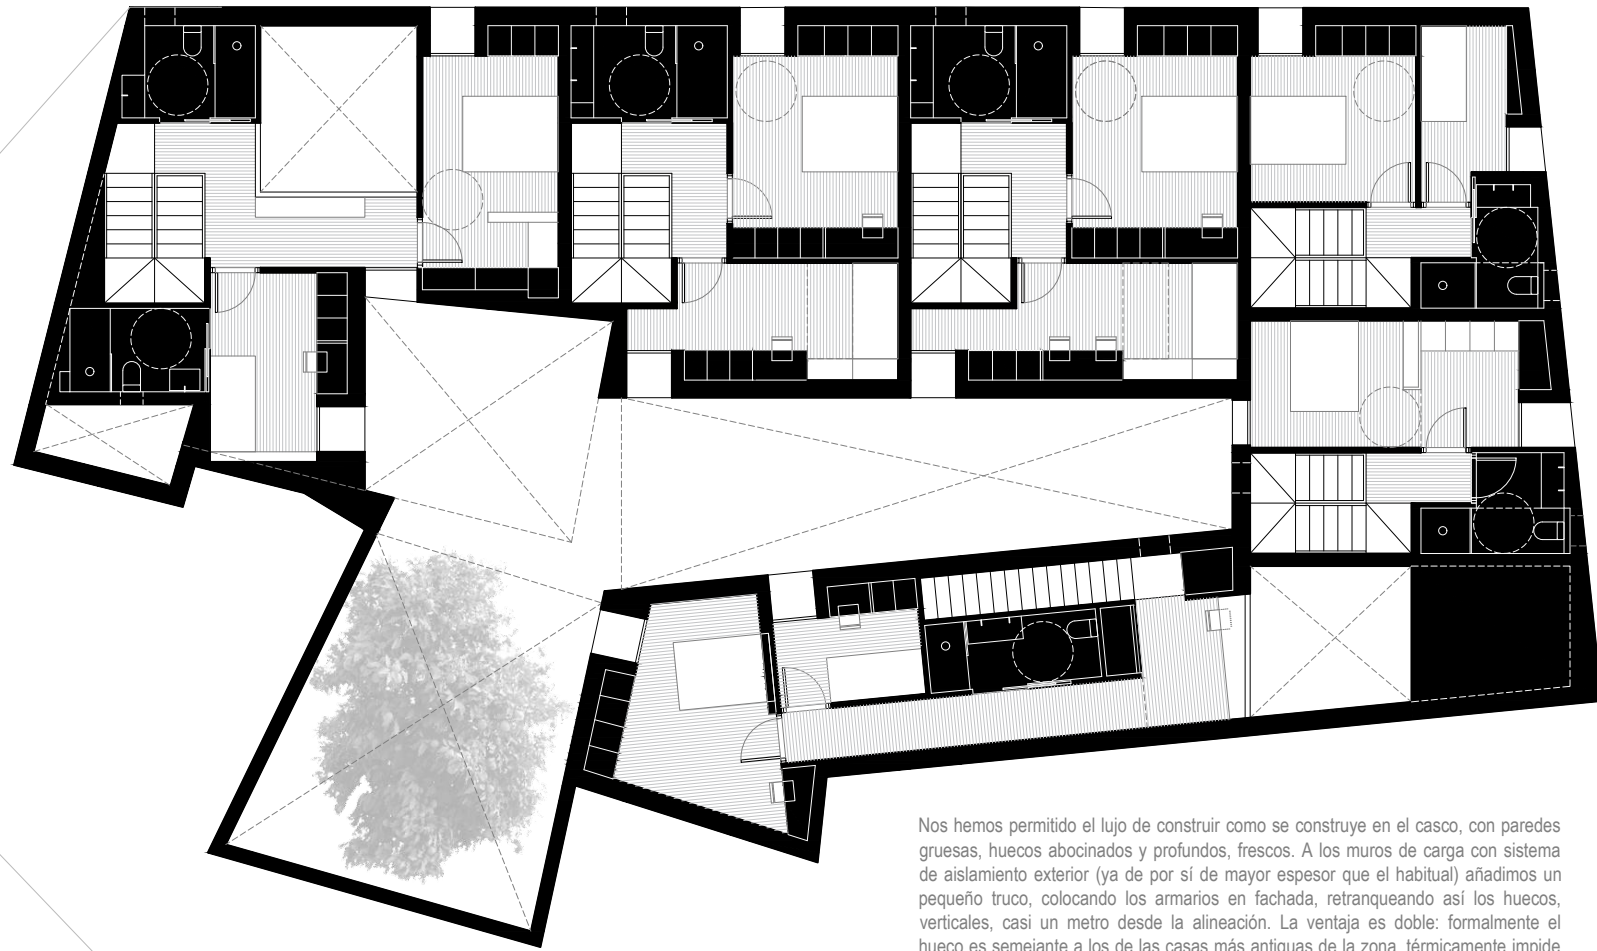 Nos hemos permitido el lujo de construir como se construye en el casco, con paredes
gruesas, huecos abocinados y profundos, frescos. A los muros de carga con sistema
de aislamiento exterior (ya de por sí de mayor espesor que el habitual) añadimos un
pequeño truco, colocando los armarios en fachada, retranqueando así los huecos,
verticales, casi un metro desde la alineación. La ventaja es doble: formalmente el
hueco es semejante a los de las casas más antiguas de la zona, térmicamente impide